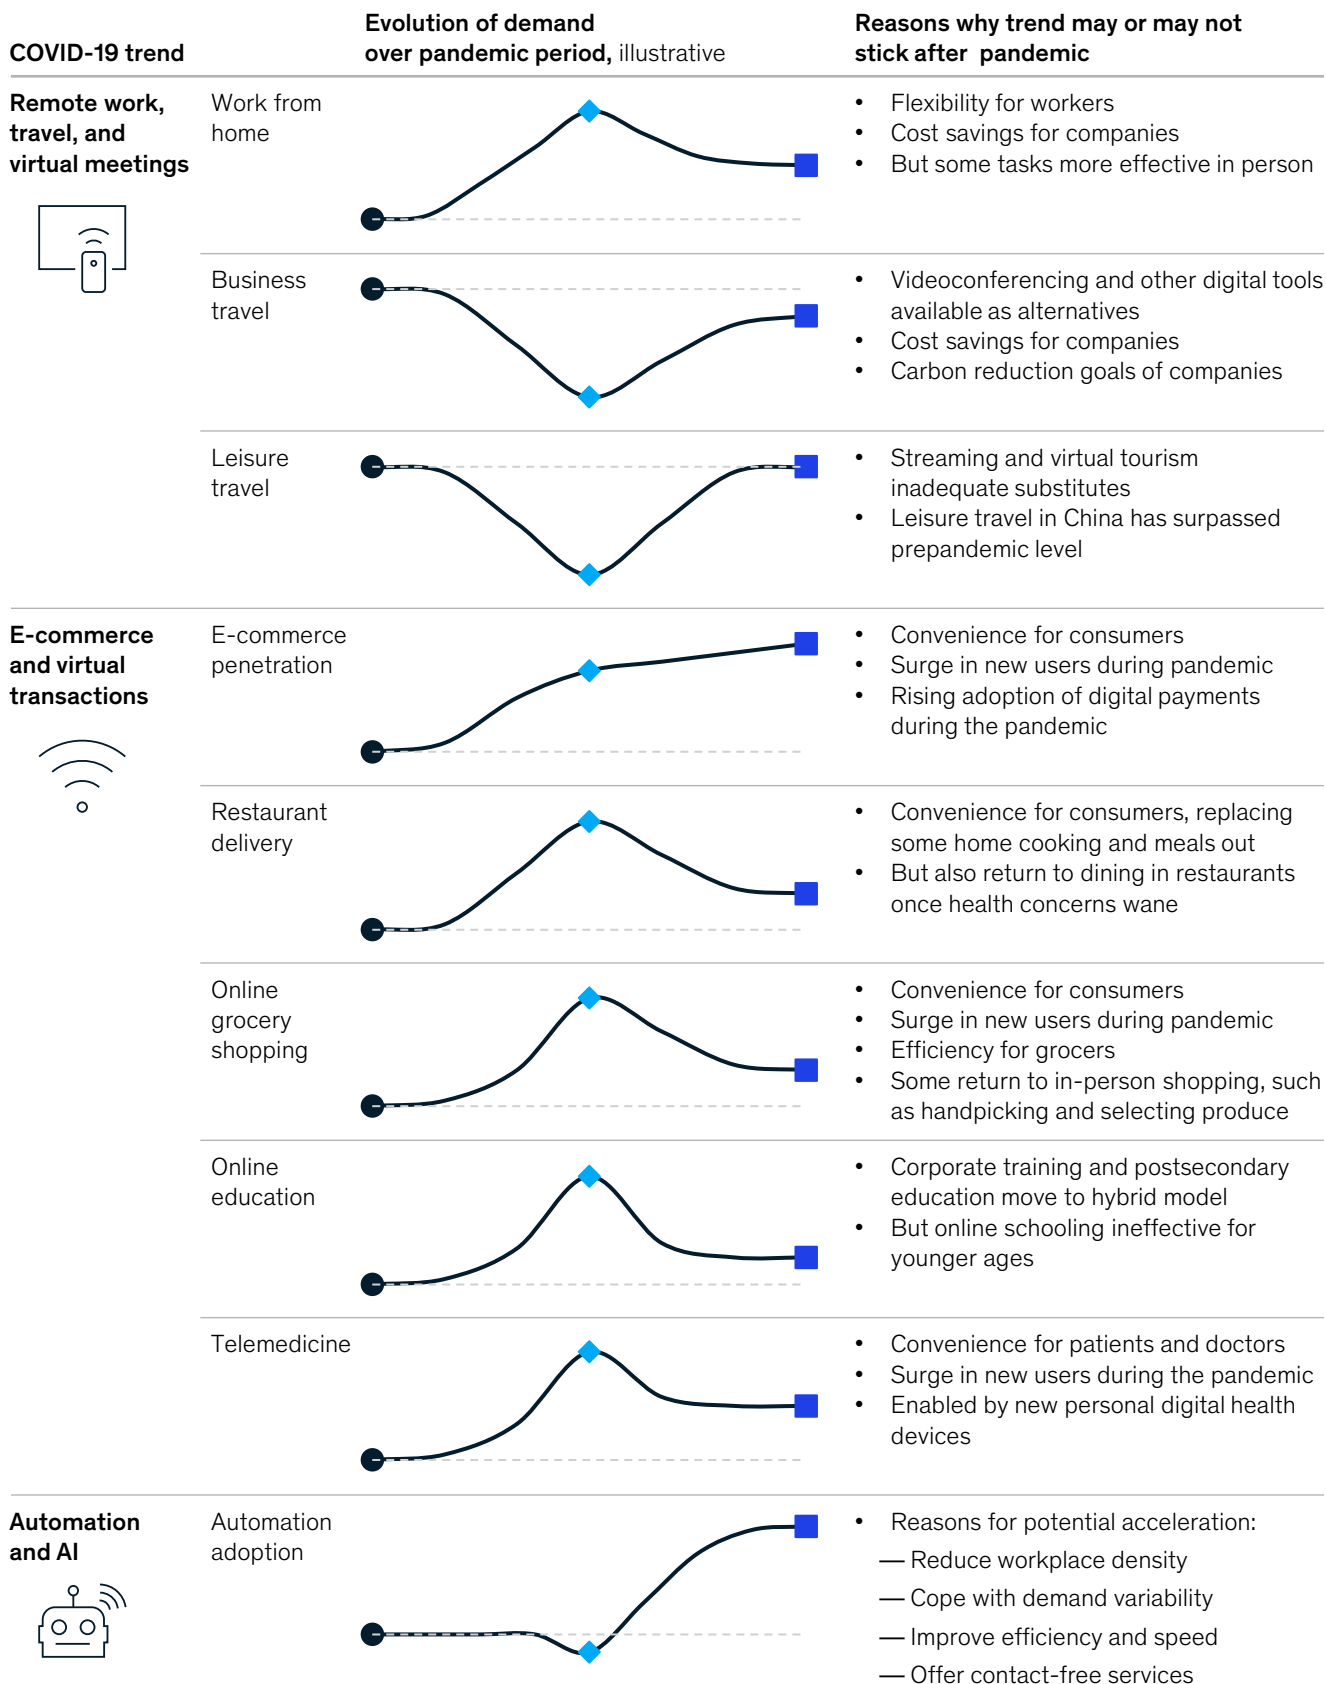 COVID-19 trend
Evolution of demand
over pandemic period, illustrative
Reasons why trend may or may not
stick after pandemic
Remote work,
travel, and
virtual meetings
Work from
home
• Flexibility for workers
• Cost savings for companies
• But some tasks more effective in person
Business
travel
• Videoconferencing and other digital tools
available as alternatives
• Cost savings for companies
• Carbon reduction goals of companies
Leisure
travel
• Streaming and virtual tourism
inadequate substitutes
• Leisure travel in China has surpassed
prepandemic level
E-commerce
and virtual
transactions
E-commerce
penetration
• Convenience for consumers
• Surge in new users during pandemic
• Rising adoption of digital payments
during the pandemic
Restaurant
delivery
• Convenience for consumers, replacing
some home cooking and meals out
• But also return to dining in restaurants
once health concerns wane
Online
grocery
shopping
• Convenience for consumers
• Surge in new users during pandemic
• Efficiency for grocers
• Some return to in-person shopping, such
as handpicking and selecting produce
Online
education
• Corporate training and postsecondary
education move to hybrid model
• But online schooling ineffective for
younger ages
Telemedicine
• Convenience for patients and doctors
• Surge in new users during the pandemic
• Enabled by new personal digital health
devices
Automation
and AI
Automation
adoption
• Reasons for potential acceleration:
— Reduce workplace density
— Cope with demand variability
— Improve efficiency and speed
— Offer contact-free services